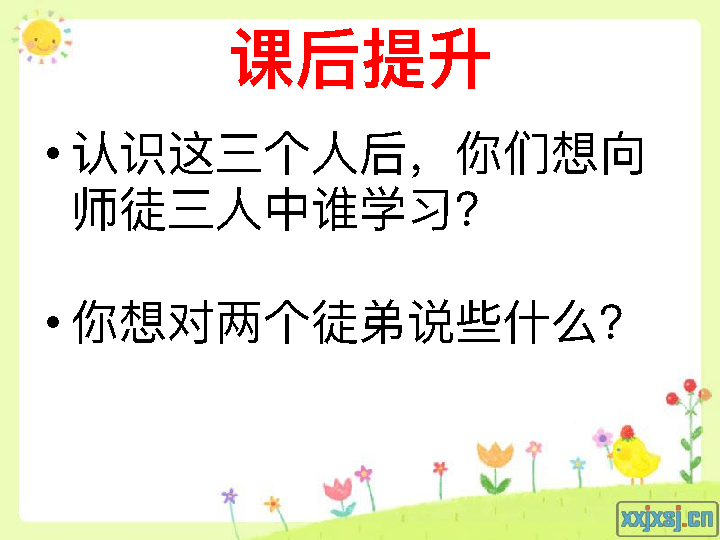 课后提升
• 认识这三个人后，你们想向
师徒三人中谁学习？
• 你想对两个徒弟说些什么？
xxjxsj.cn